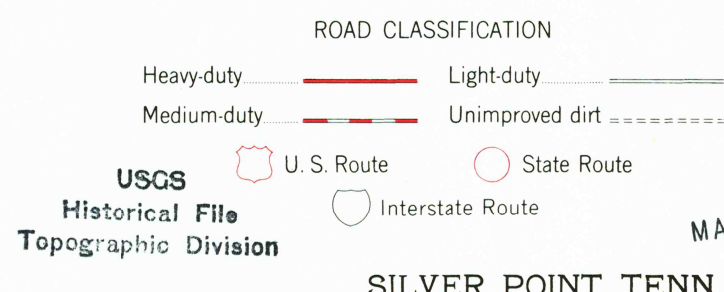 ROAD CLASSIFICATION
Heavy-duty
Light-duty
Medium-duty
Unimproved dirt
U. S. Route
State Route
Interstate Route
USGS
Historical File
Topographic Division
SILVER POINT TENN